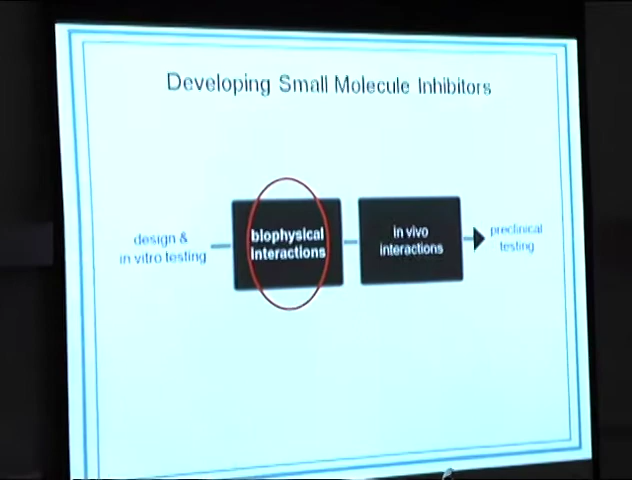 Developing Small Molecule Inhibitors
design &
in vitro testing
biophysical
interactions
in vivo
interactions
preclinical
testing